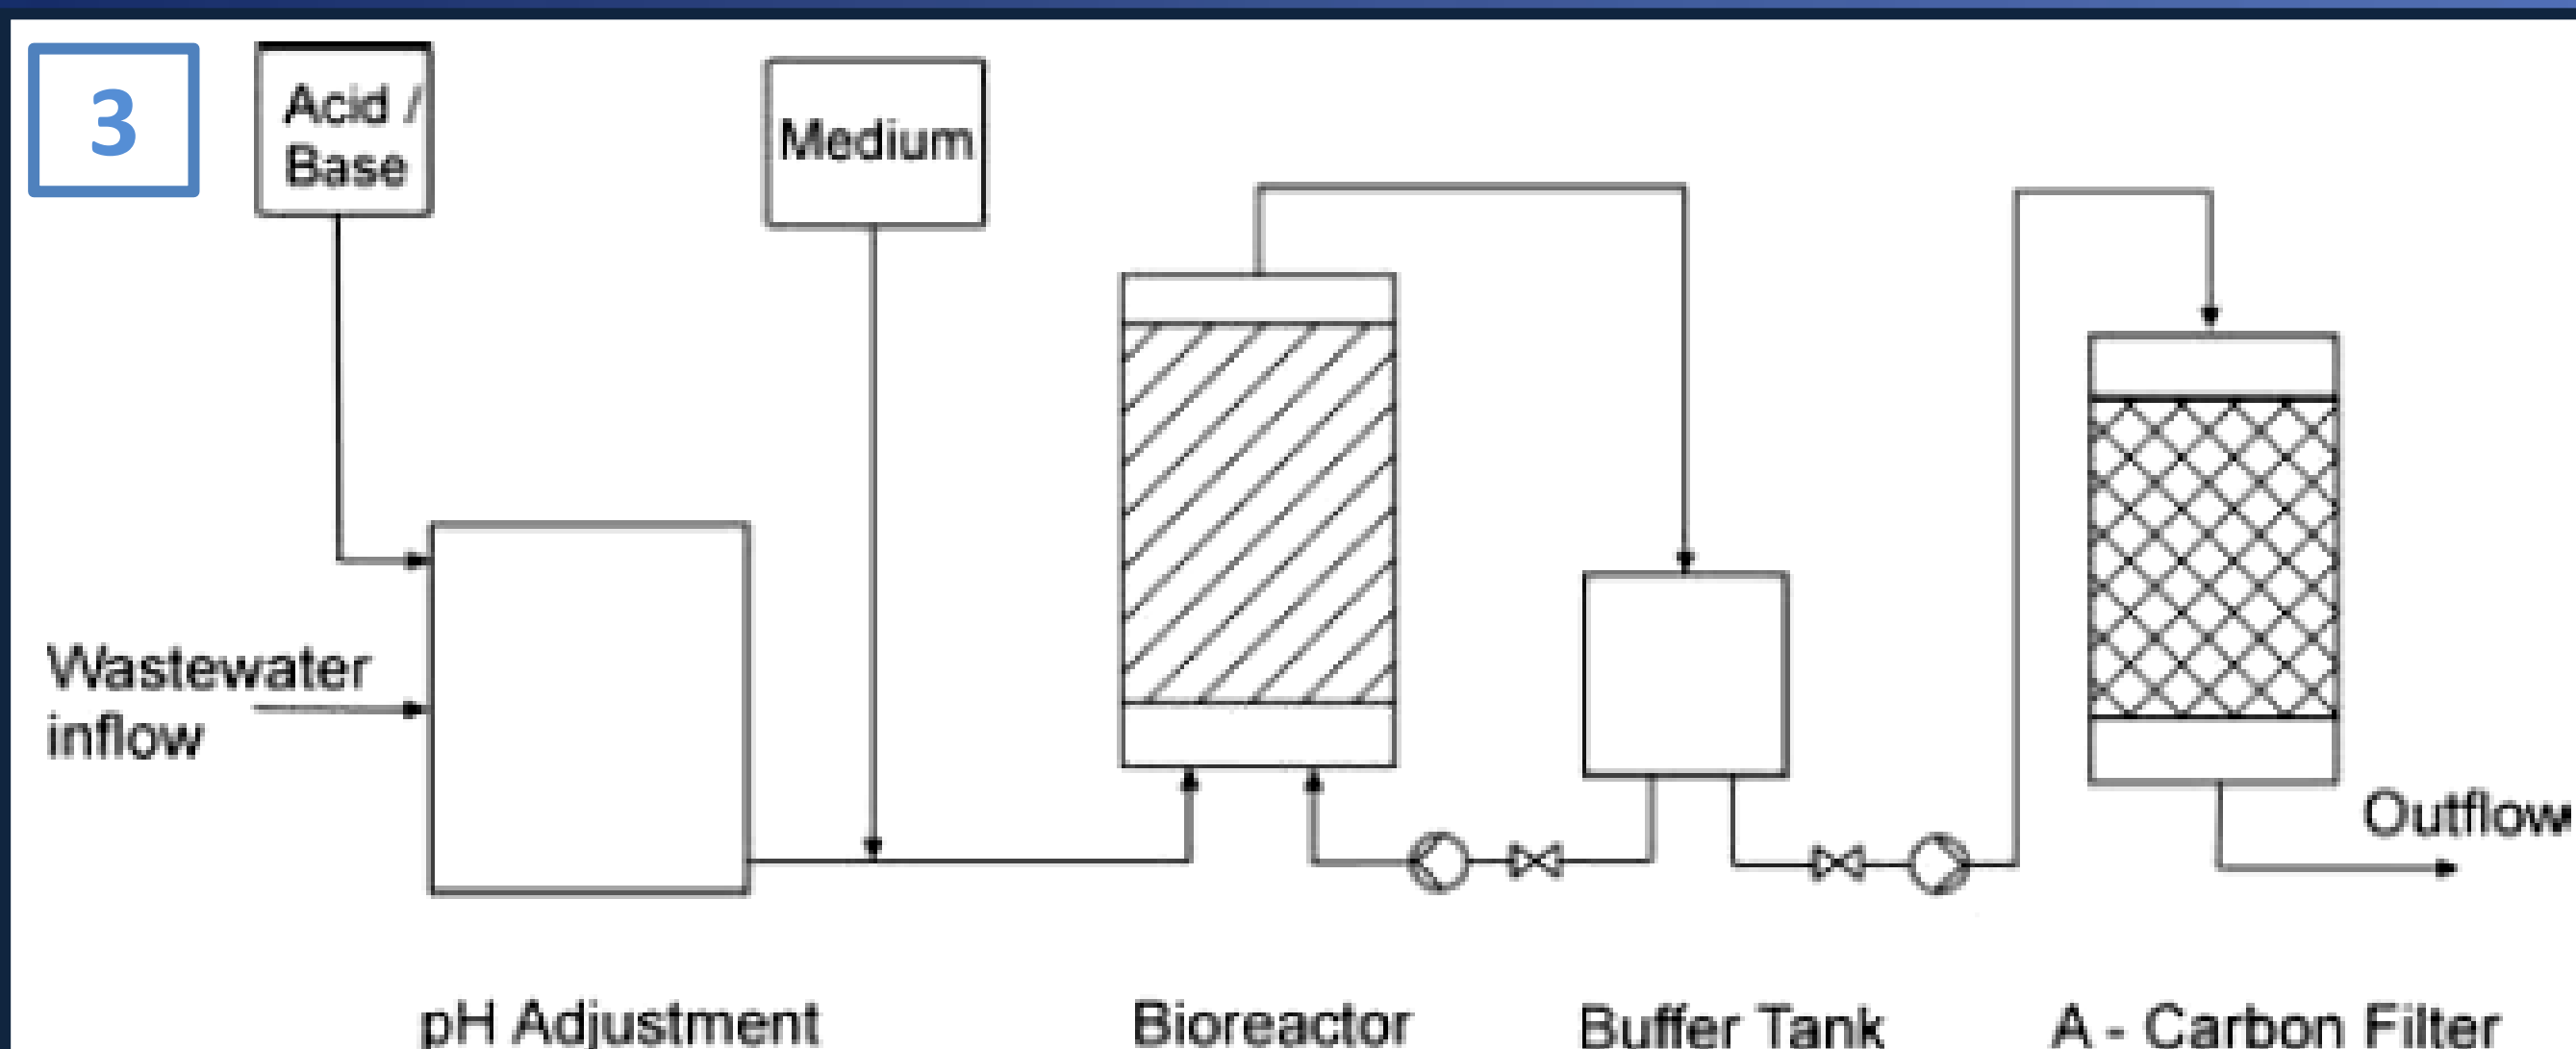 3
Acid /
Base
Medium
Wastewater
inflow
Outflow
pH Adjustment
Bioreactor
Buffer Tank
A - Carbon Filter